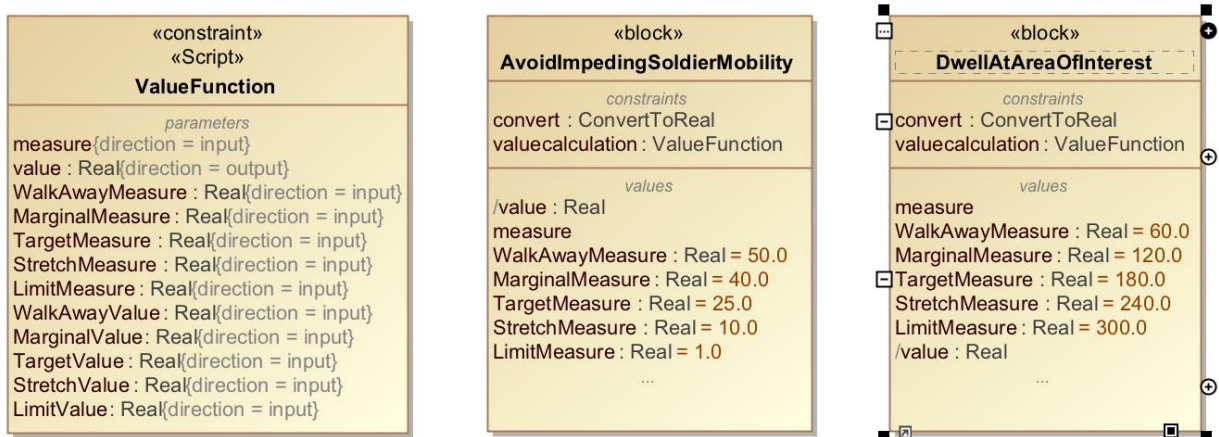 «constraint»
«Script»
ValueFunction
parameters
measure{direction = input}
value : Real{direction = output}
WalkAwayMeasure : Real{direction = input}
MarginalMeasure : Real{direction = input}
TargetMeasure : Real{direction = input}
StretchMeasure : Real{direction = input}
LimitMeasure : Real{direction = input}
WalkAwayValue : Real{direction = input}
MarginalValue : Real{direction = input}
TargetValue : Real{direction = input}
StretchValue : Real{direction = input}
LimitValue : Real{direction = input}
«block»
AvoidImpedingSoldierMobility
constraints
convert : ConvertToReal
valuecalculation : ValueFunction
values
/value : Real
measure
WalkAwayMeasure : Real = 50.0
MarginalMeasure : Real = 40.0
TargetMeasure : Real = 25.0
StretchMeasure : Real = 10.0
LimitMeasure : Real = 1.0
...
«block»
DwellAtAreaOfInterest
constraints
convert : ConvertToReal
valuecalculation : ValueFunction
values
measure
WalkAwayMeasure : Real = 60.0
MarginalMeasure : Real = 120.0
TargetMeasure : Real = 180.0
StretchMeasure : Real = 240.0
LimitMeasure : Real = 300.0
/value : Real
...